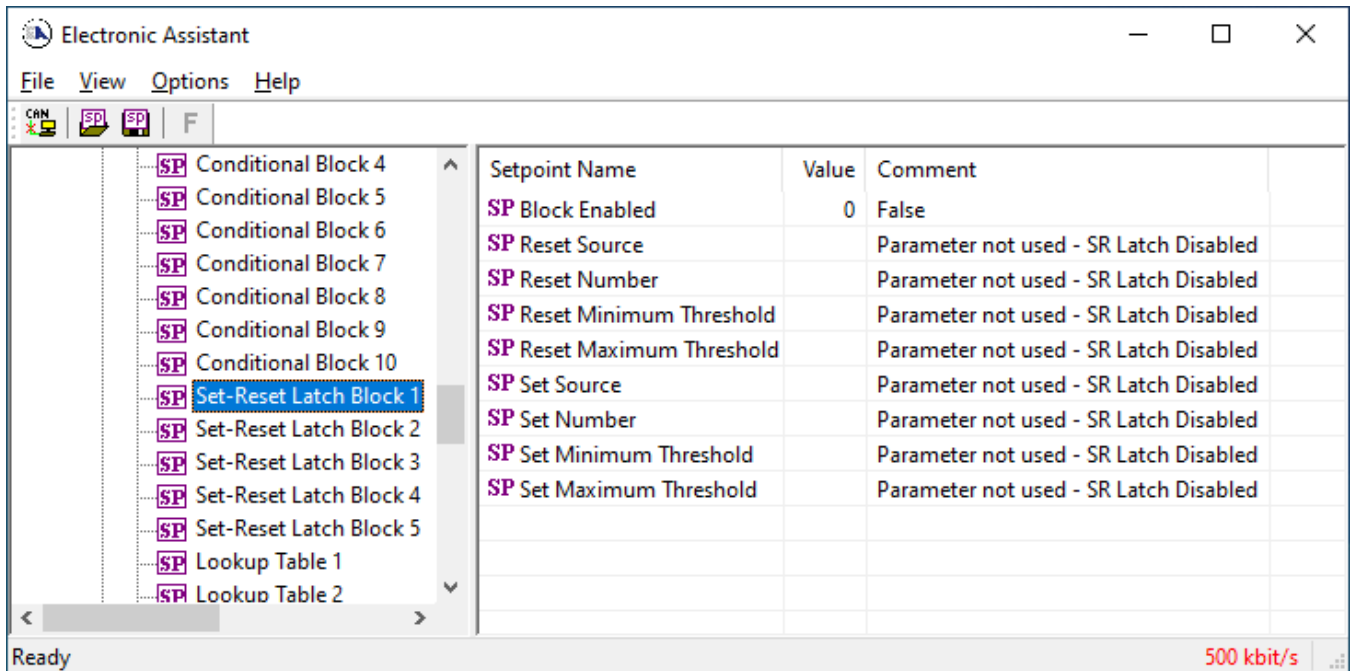 Electronic Assistant
File View Options Help
CAN SP SP F
SP Conditional Block 4
SP Conditional Block 5
SP Conditional Block 6
SP Conditional Block 7
SP Conditional Block 8
SP Conditional Block 9
SP Conditional Block 10
SP Set-Reset Latch Block 1
SP Set-Reset Latch Block 2
SP Set-Reset Latch Block 3
SP Set-Reset Latch Block 4
SP Set-Reset Latch Block 5
SP Lookup Table 1
SP Lookup Table 2
Setpoint Name Value Comment
SP Block Enabled 0 False
SP Reset Source Parameter not used - SR Latch Disabled
SP Reset Number Parameter not used - SR Latch Disabled
SP Reset Minimum Threshold Parameter not used - SR Latch Disabled
SP Reset Maximum Threshold Parameter not used - SR Latch Disabled
SP Set Source Parameter not used - SR Latch Disabled
SP Set Number Parameter not used - SR Latch Disabled
SP Set Minimum Threshold Parameter not used - SR Latch Disabled
SP Set Maximum Threshold Parameter not used - SR Latch Disabled
Ready 500 kbit/s